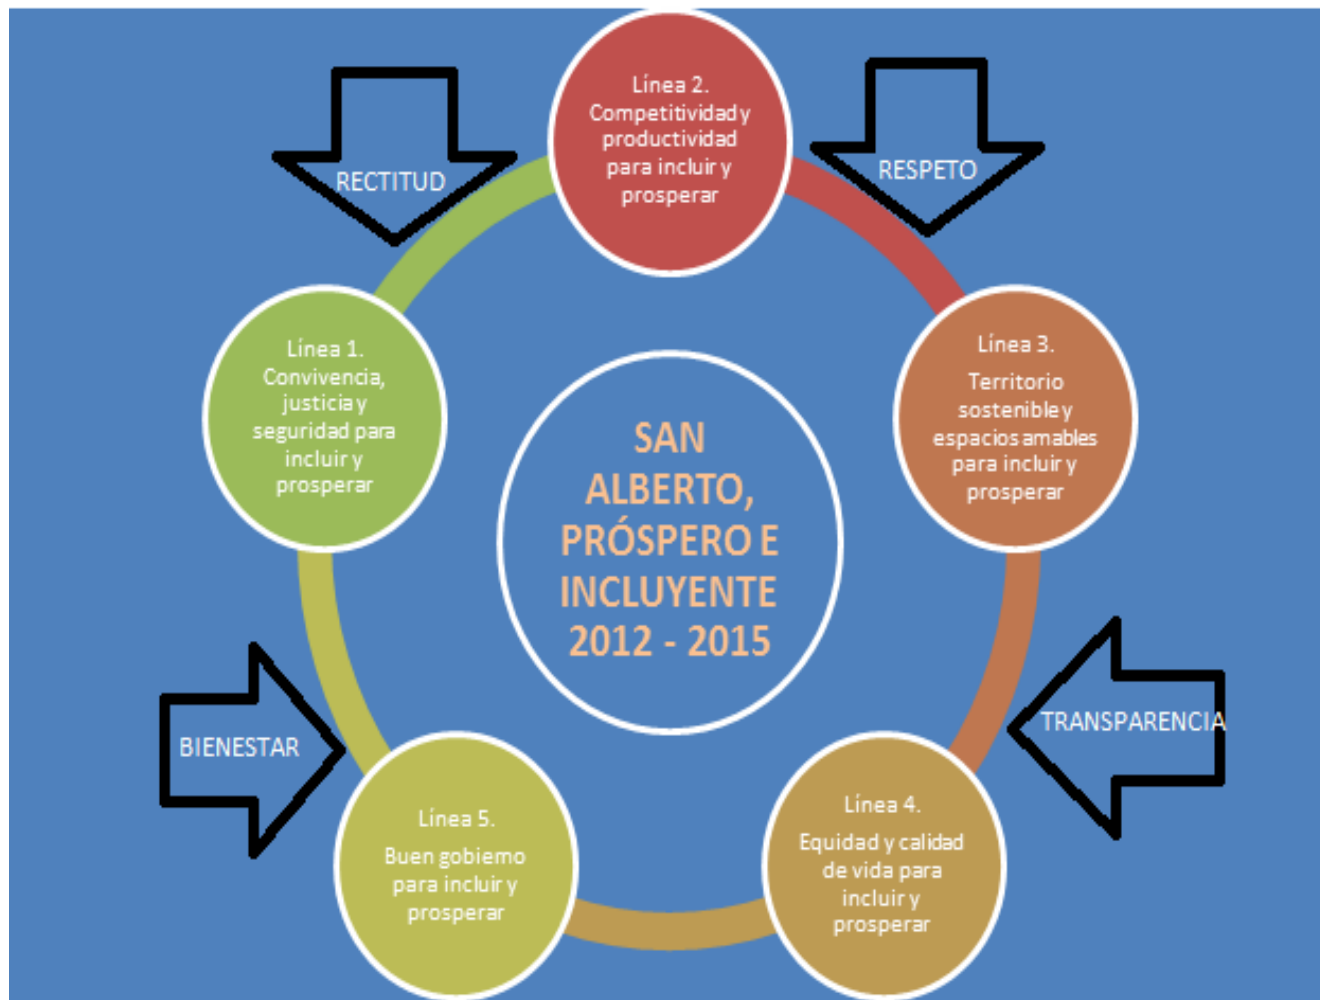 Línea 2.
Competitividad y
productividad
para incluir y
prosperar
RECTITUD
RESPETO
Línea 1.
Convivencia,
justicia y
seguridad para
incluir y
prosperar
Línea 3.
Territorio
sostenible y
espacios amables
para incluir y
prosperar
SAN
ALBERTO,
PRÓSPERO E
INCLUYENTE
2012 - 2015
BIENESTAR
TRANSPARENCIA
Línea 5.
Buen gobierno
para incluir y
prosperar
Línea 4.
Equidad y calidad
de vida para
incluir y
prosperar